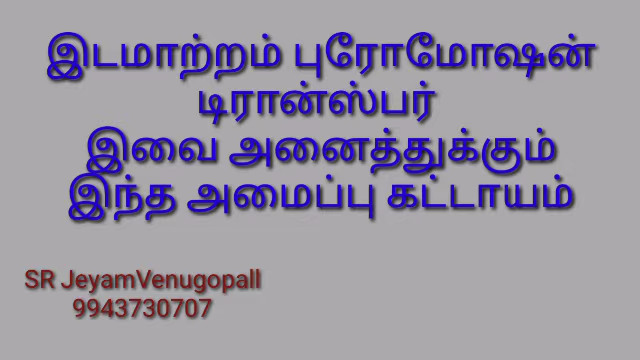 இடமாற்றம் புரோமோஷன்
டிரான்ஸ்பர்
இவை அனைத்துக்கும்
இந்த அமைப்பு கட்டாயம்
SR JeyamVenugopall
9943730707